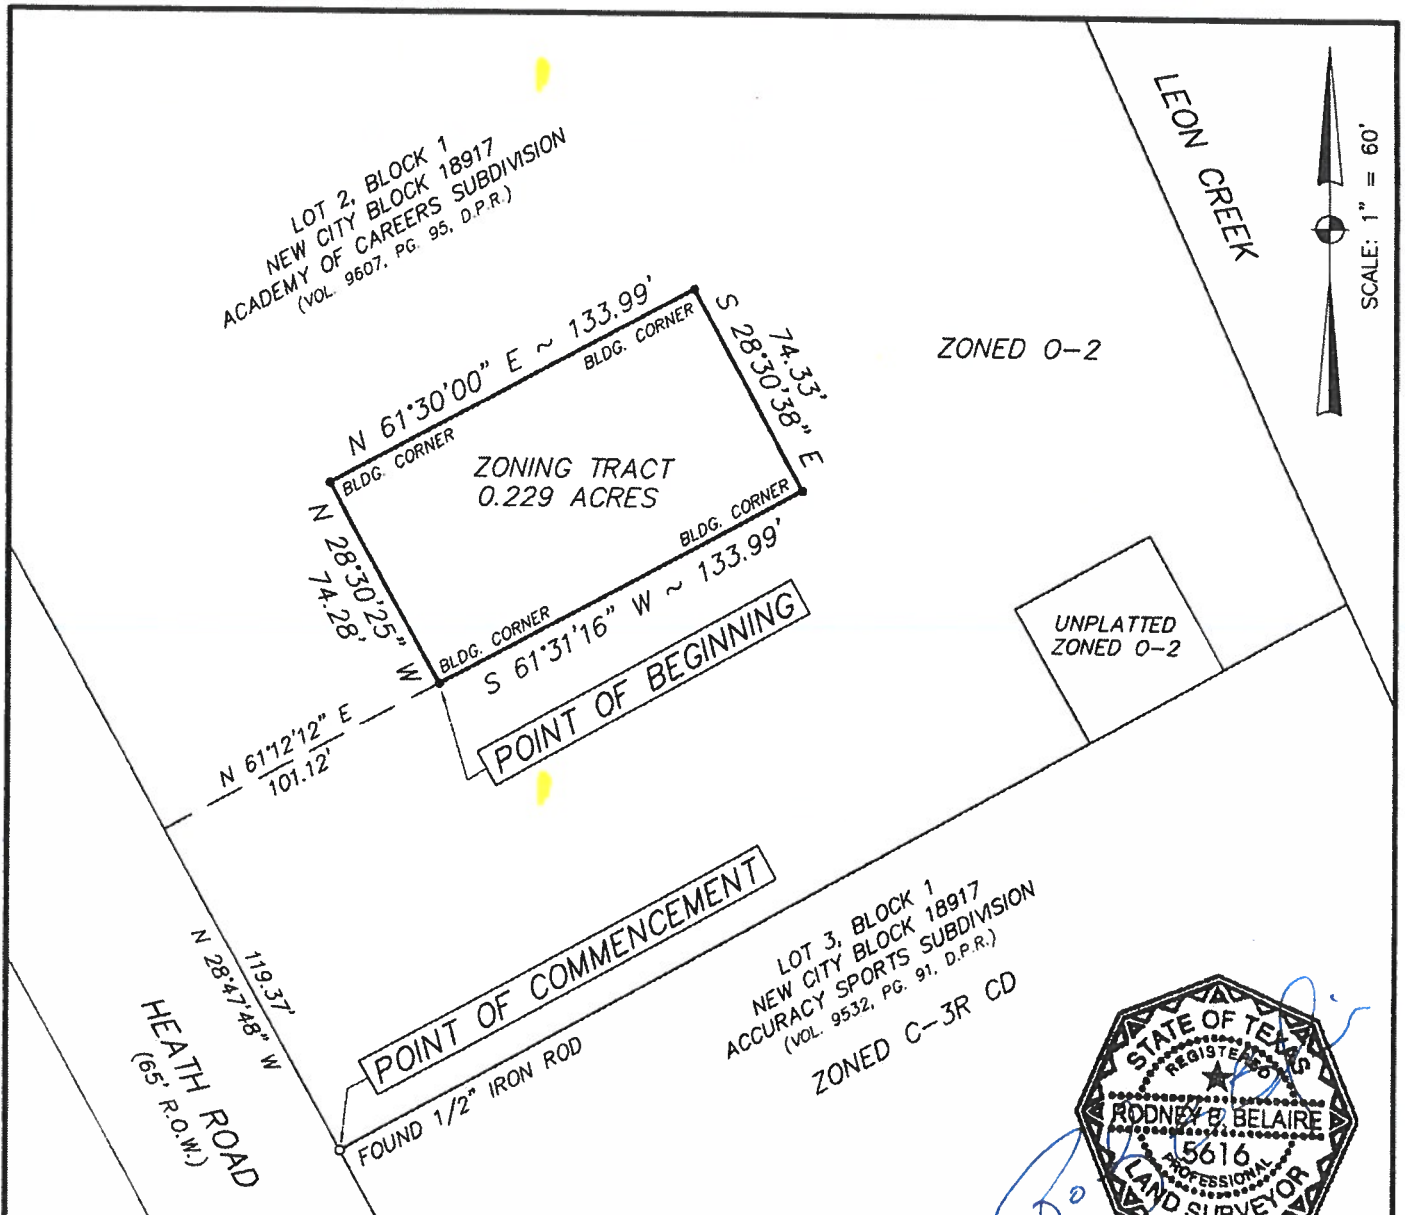 LOT 2, BLOCK 1
NEW CITY BLOCK 18917
ACADEMY OF CAREERS SUBDIVISION
(VOL. 9607, PG. 95, D.P.R.)
LEON CREEK
SCALE: 1" = 60'
ZONED O-2
N 61°30'00" E ~ 133.99'
BLDG. CORNER
BLDG. CORNER
74.33'
S 28°30'38" E
ZONING TRACT
0.229 ACRES
N 28°30'25" W
74.28'
BLDG. CORNER
BLDG. CORNER
S 61°31'16" W ~ 133.99'
POINT OF BEGINNING
UNPLATTED
ZONED O-2
N 61°12'12" E
101.12'
POINT OF COMMENCEMENT
119.37'
N 28°47'48" W
HEATH ROAD
(65' R.O.W.)
FOUND 1/2" IRON ROD
LOT 3, BLOCK 1
NEW CITY BLOCK 18917
ACCURACY SPORTS SUBDIVISION
(VOL. 9532, PG. 91, D.P.R.)
ZONED C-3R CD
STATE OF TEXAS
REGISTERED
RODNEY B. BELAIRE
5616
PROFESSIONAL
LAND SURVEYOR